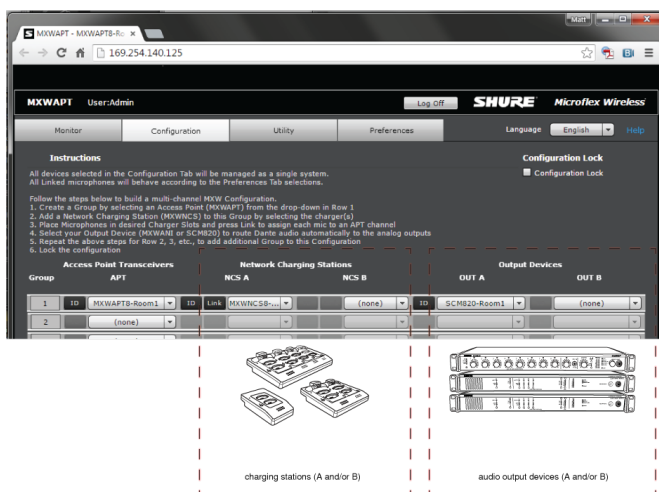 Matt
MXWAPT - MXWAPT8-Ro
169.254.140.125
MXWAPT User:Admin Log Off SHURE Microflex Wireless
Monitor Configuration Utility Preferences Language English Help
Instructions Configuration Lock
All devices selected in the Configuration Tab will be managed as a single system. Configuration Lock
All Linked microphones will behave according to the Preferences Tab selections.
Follow the steps below to build a multi-channel MXW Configuration.
1. Create a Group by selecting an Access Point (MXWAPT) from the drop-down in Row 1
2. Add a Network Charging Station (MXWNCS) to this Group by selecting the charger(s)
3. Place Microphones in desired Charger Slots and press Link to assign each mic to an APT channel
4. Select your Output Device (MXWANI or SCM820) to route Dante audio automatically to the analog outputs
5. Repeat the above steps for Row 2, 3, etc., to add additional Group to this Configuration
6. Lock the configuration
Access Point Transceivers Network Charging Stations Output Devices
Group APT NCS A NCS B OUT A OUT B
1 ID MXWAPT8-Room1 ID Link MXWNCS8-... (none) ID SCM820-Room1 (none)
2 (none)
charging stations (A and/or B) audio output devices (A and/or B)